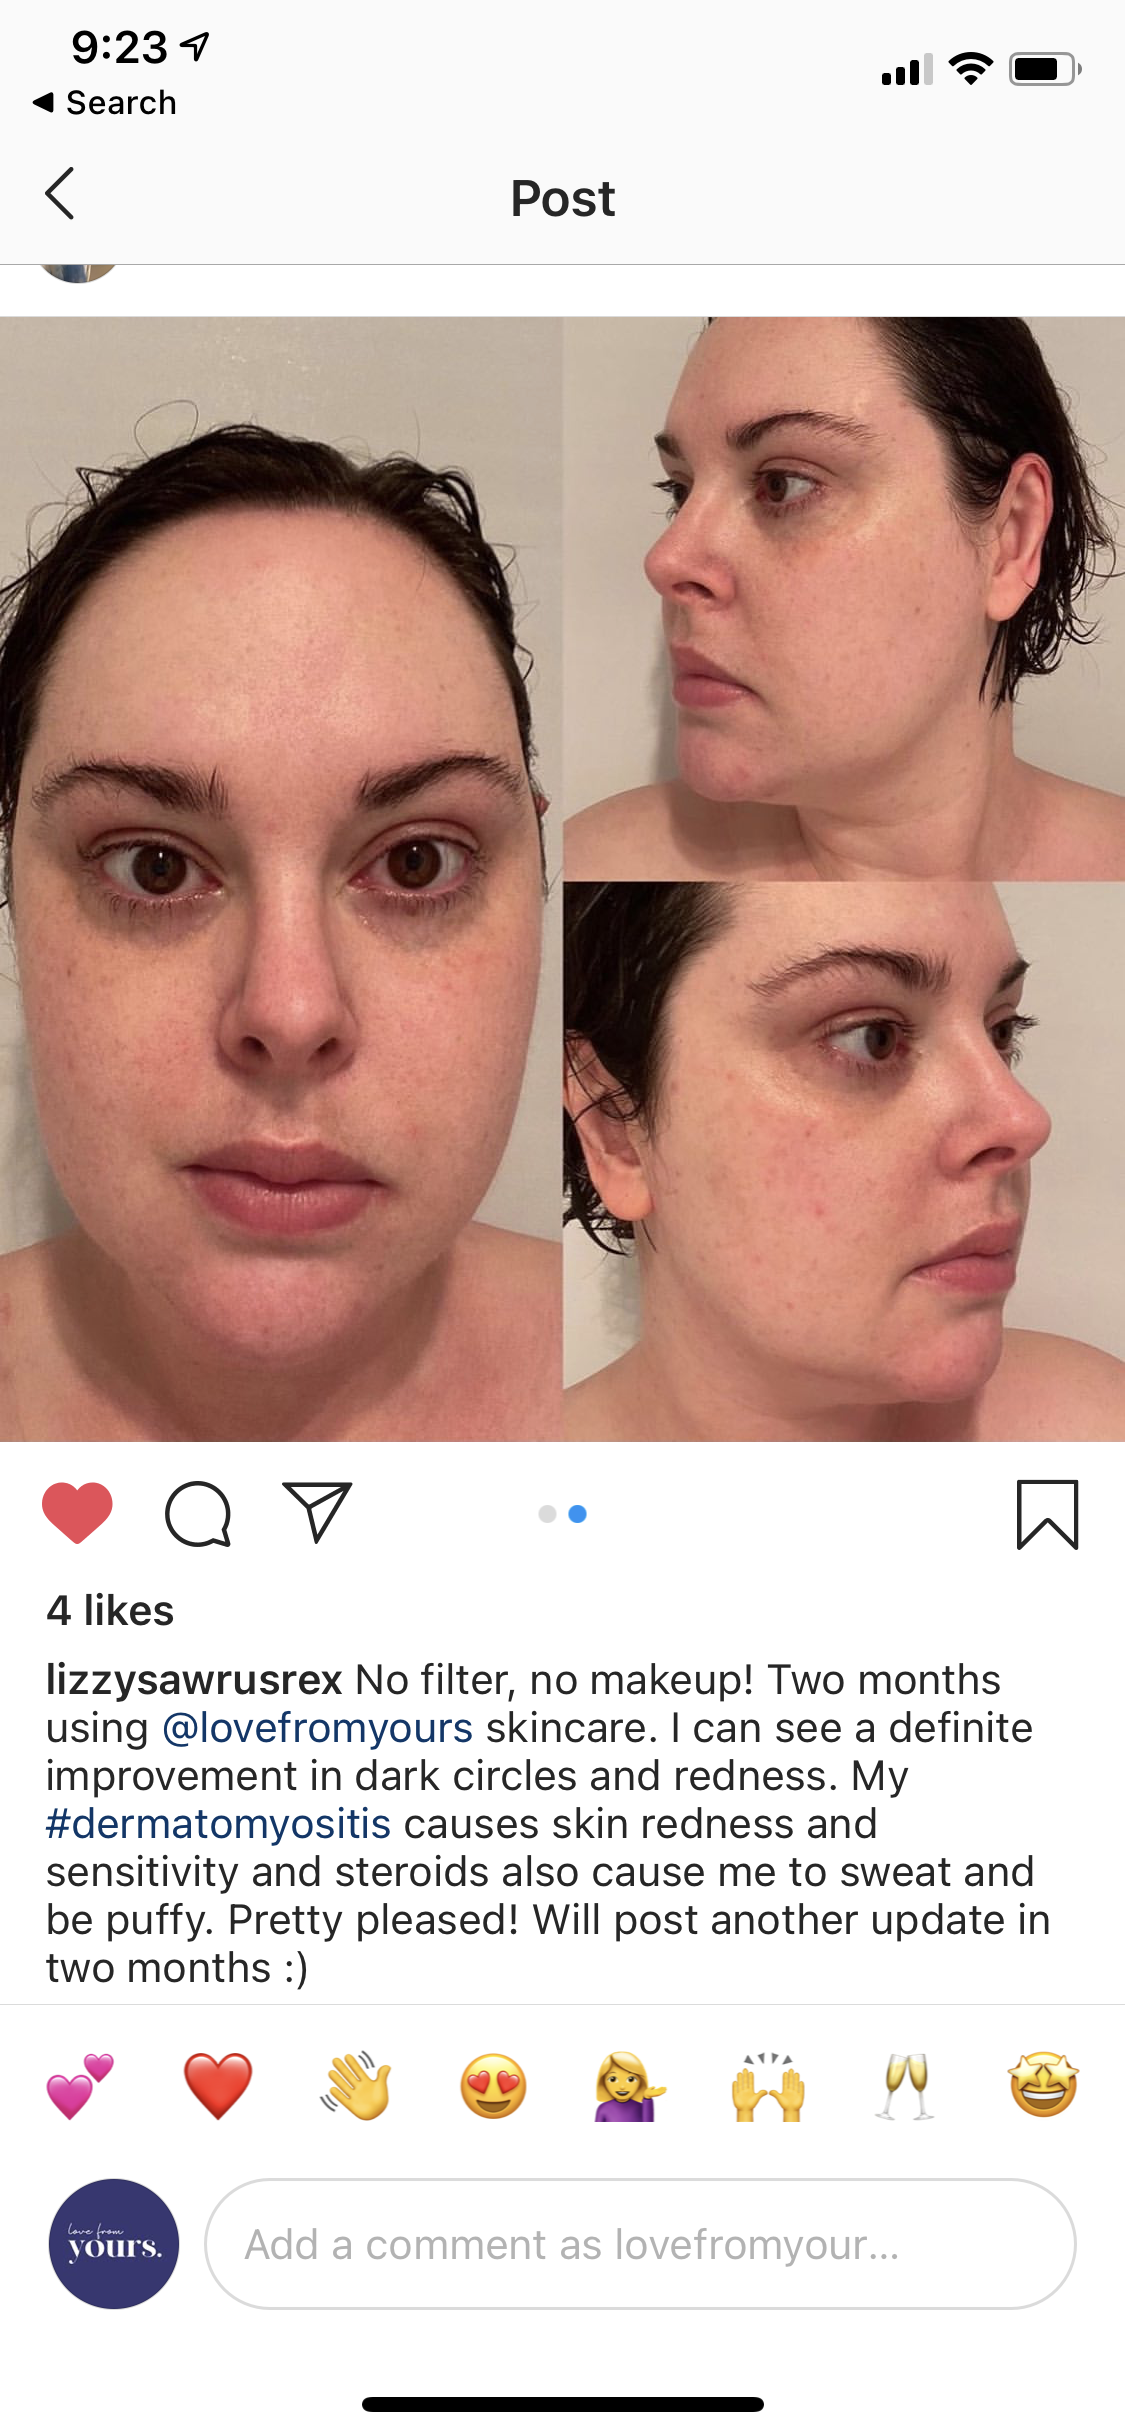 9:23
Search
Post
4 likes
lizzysawrusrex No filter, no makeup! Two months
using @lovefromyours skincare. I can see a definite
improvement in dark circles and redness. My
#dermatomyositis causes skin redness and
sensitivity and steroids also cause me to sweat and
be puffy. Pretty pleased! Will post another update in
two months :)
love from
yours.
Add a comment as lovefromyour...